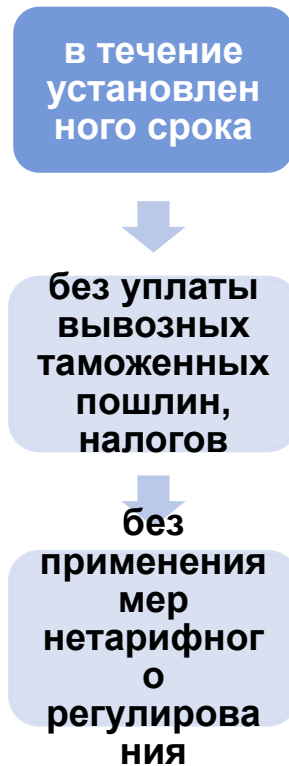 в течение
установлен
ного срока
без уплаты
вывозных
таможенных
пошлин,
налогов
без
применения
мер
нетарифног
о
регулирова
ния